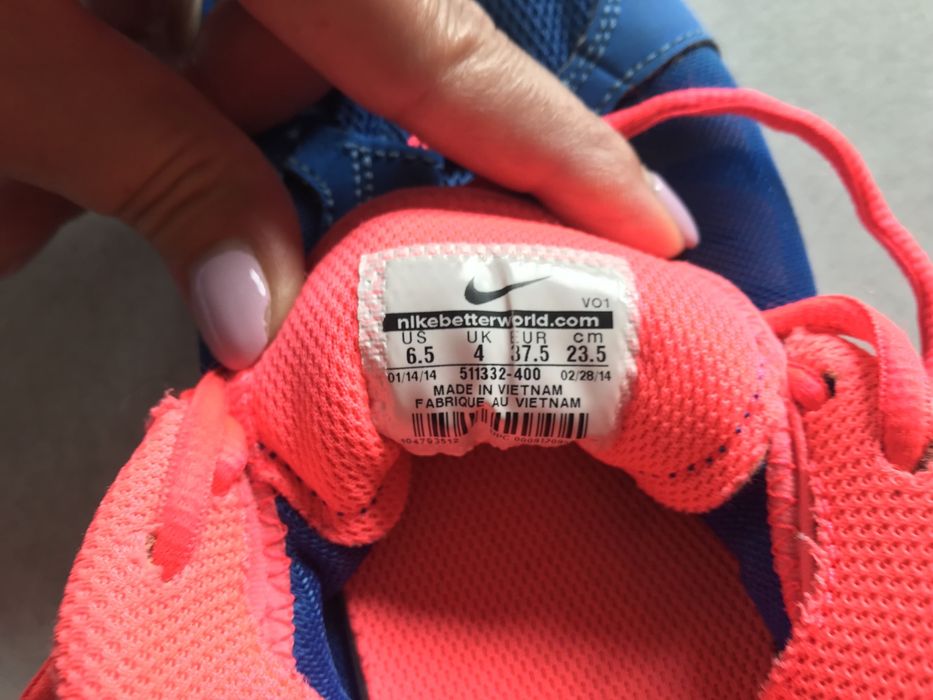 VO1
nikebetterworld.com
US UK EUR cm
6.5 4 37.5 23.5
01/14/14 511332-400 02/28/14
MADE IN VIETNAM
FABRIQUE AU VIETNAM